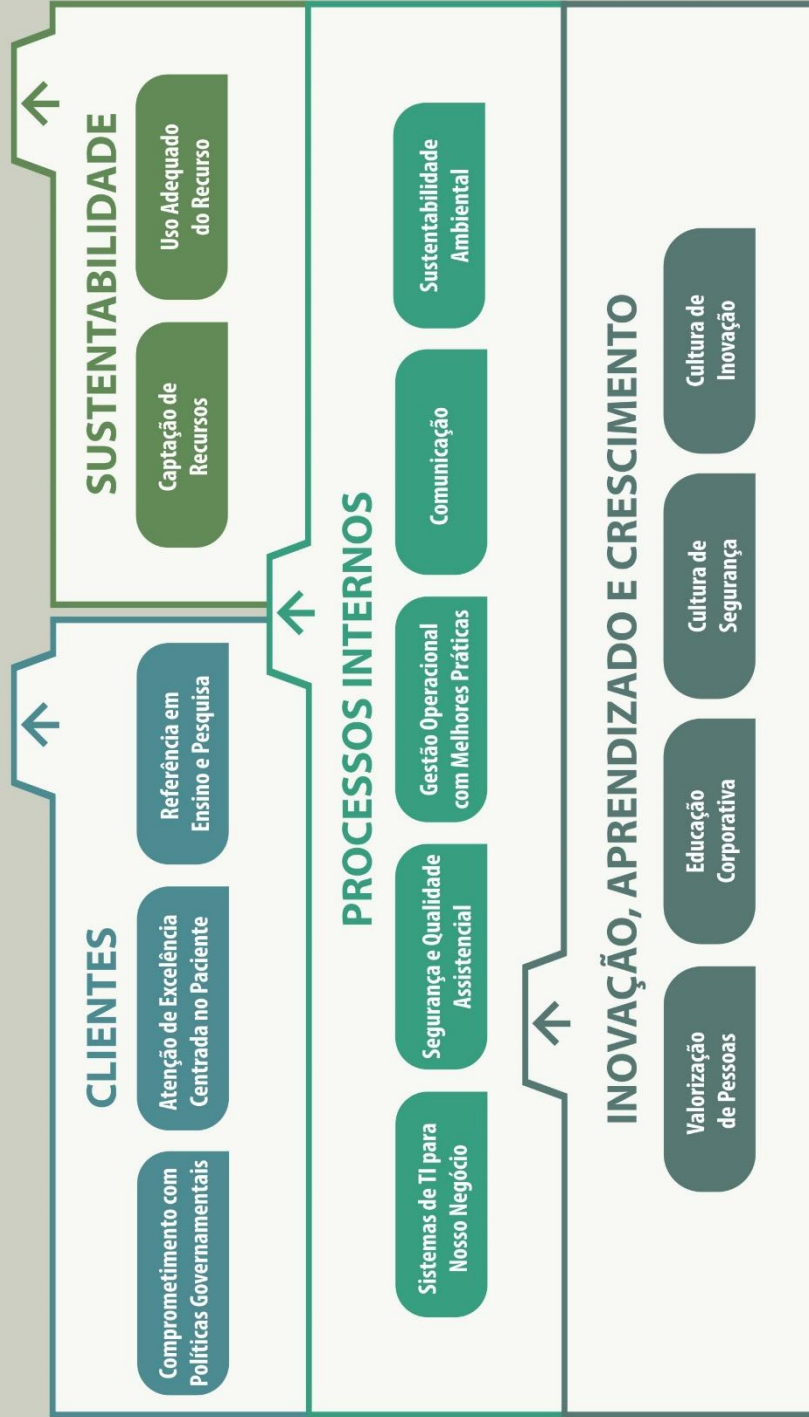 CLIENTES
Comprometimento com
Políticas Governamentais
Atenção de Excelência
Centrada no Paciente
Referência em
Ensino e Pesquisa
SUSTENTABILIDADE
Captação de
Recursos
Uso Adequado
do Recurso
PROCESSOS INTERNOS
Sistemas de TI para
Nosso Negócio
Segurança e Qualidade
Assistencial
Gestão Operacional
com Melhores Práticas
Comunicação
Sustentabilidade
Ambiental
INOVAÇÃO, APRENDIZADO E CRESCIMENTO
Valorização
de Pessoas
Educação
Corporativa
Cultura de
Segurança
Cultura de
Inovação